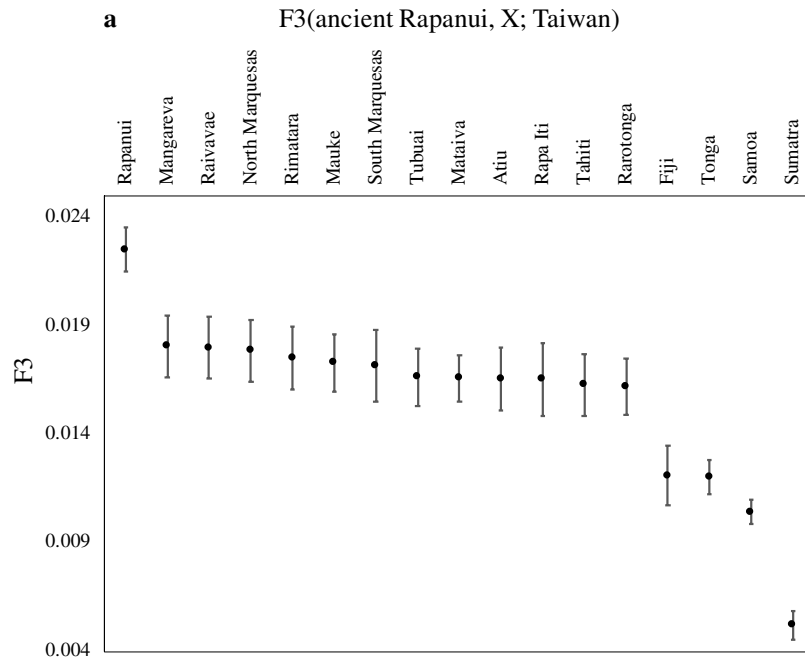 a F3(ancient Rapanui, X; Taiwan)
Rapanui
Mangareva
Raivavae
North Marquesas
Rimatara
Mauke
South Marquesas
Tubuai
Mataiva
Atiu
Rapa Iti
Tahiti
Rarotonga
Fiji
Tonga
Samoa
Sumatra
0.024
0.019
0.014
0.009
0.004
F3